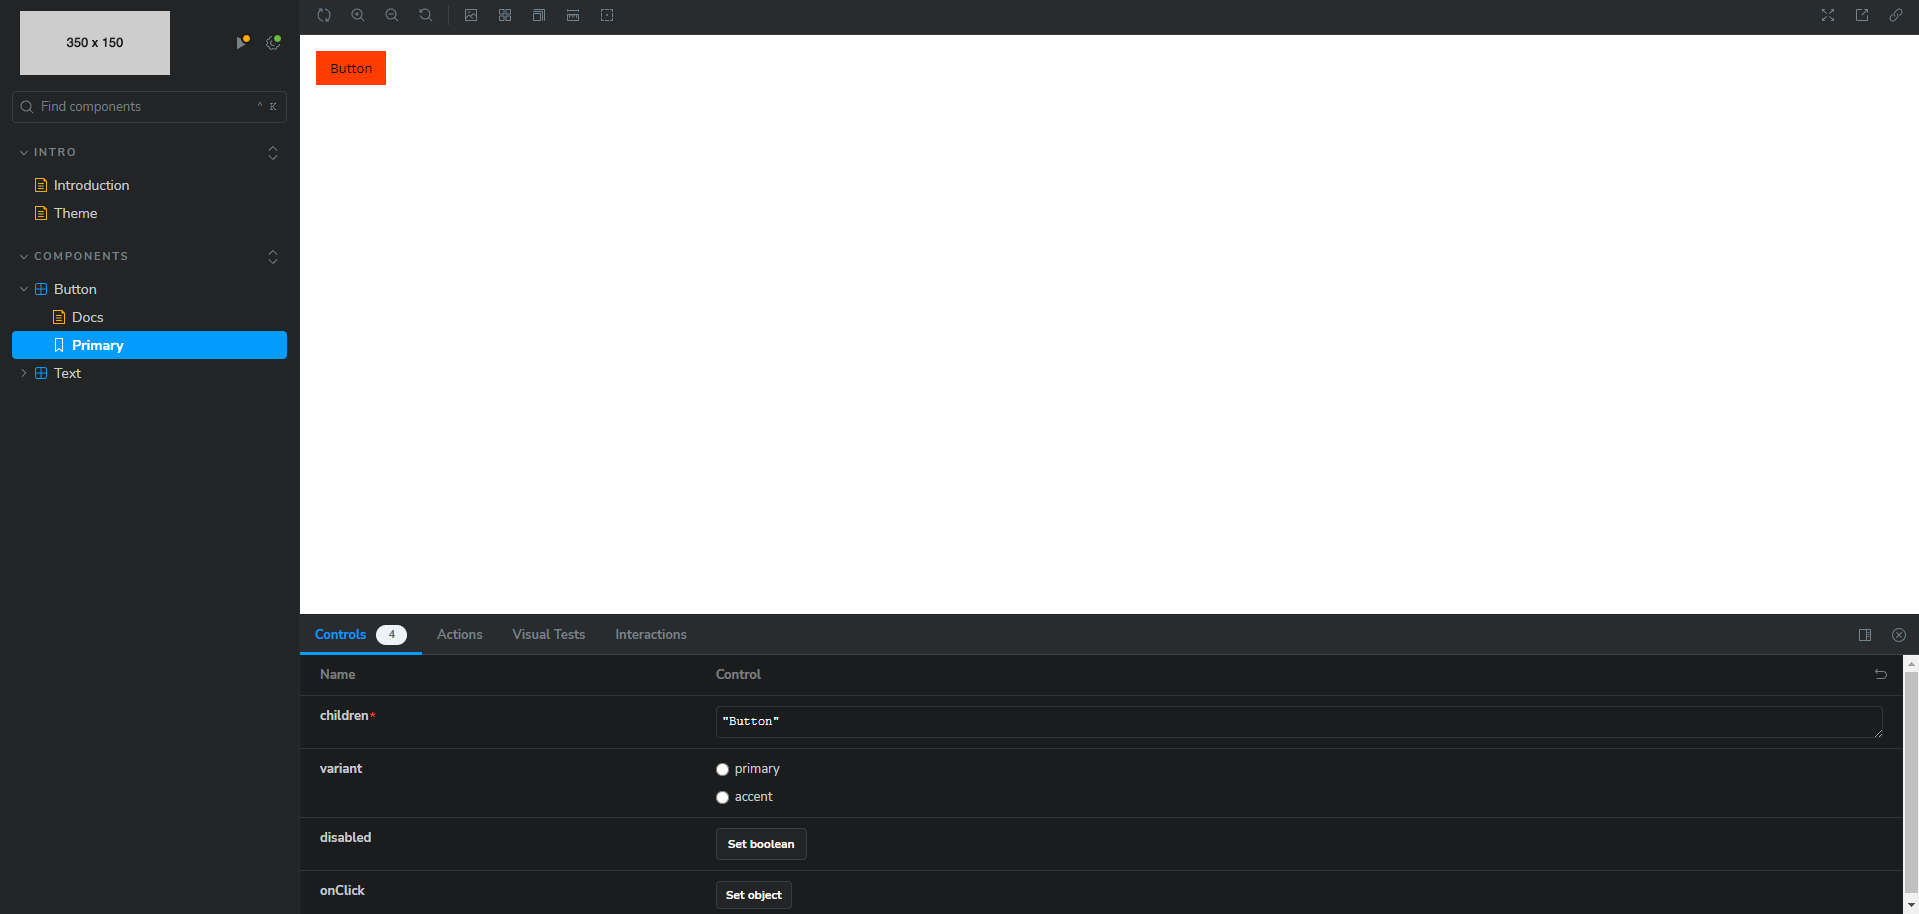 350 x 150
Find components
^ K
INTRO
Introduction
Theme
COMPONENTS
Button
Docs
Primary
Text
Button
Controls 4 Actions Visual Tests Interactions
Name Control
children* "Button"
variant primary
accent
disabled Set boolean
onClick Set object